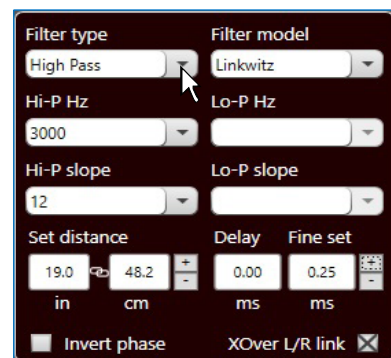 Filter type Filter model
High Pass Linkwitz
Hi-P Hz Lo-P Hz
3000
Hi-P slope Lo-P slope
12
Set distance Delay Fine set
19.0 48.2 + - 0.00 0.25 + -
in cm ms ms
Invert phase XOver L/R link